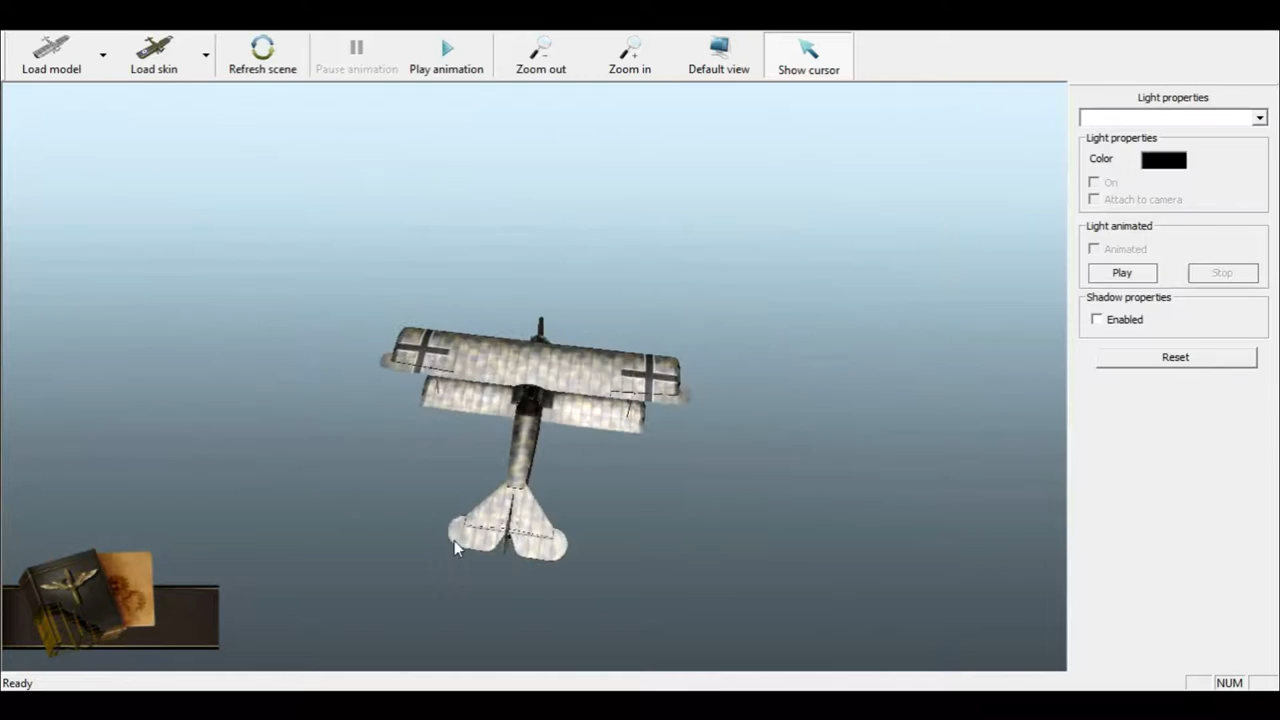 Load model
Load skin
Refresh scene
Pause animation
Play animation
Zoom out
Zoom in
Default view
Show cursor
Light properties
Light properties
Color
On
Attach to camera
Light animated
Animated
Play
Stop
Shadow properties
Enabled
Reset
Ready
NUM